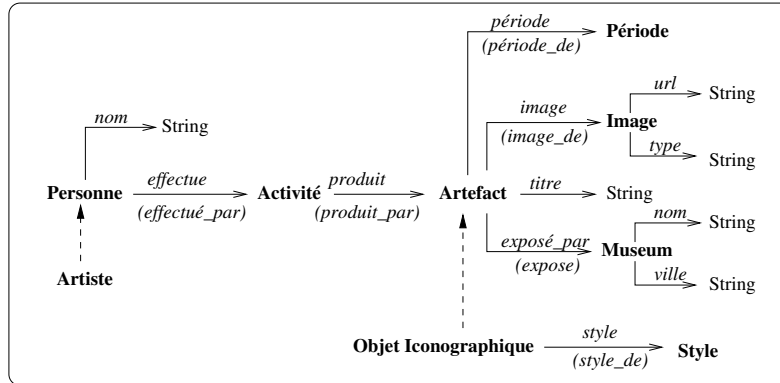 période
(période_de)
Période
url
String
image
(image_de)
Image
nom
String
type
String
Personne
effectue
(effectué_par)
Activité
produit
(produit_par)
Artefact
titre
String
nom
String
exposé_par
(expose)
Museum
ville
String
Artiste
Objet Iconographique
style
(style_de)
Style